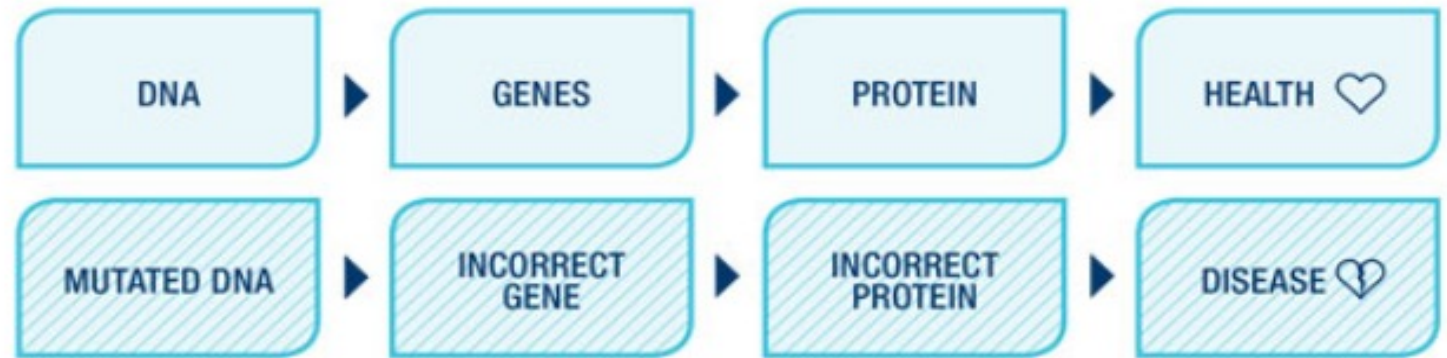 DNA
GENES
PROTEIN
HEALTH
MUTATED DNA
INCORRECT
GENE
INCORRECT
PROTEIN
DISEASE